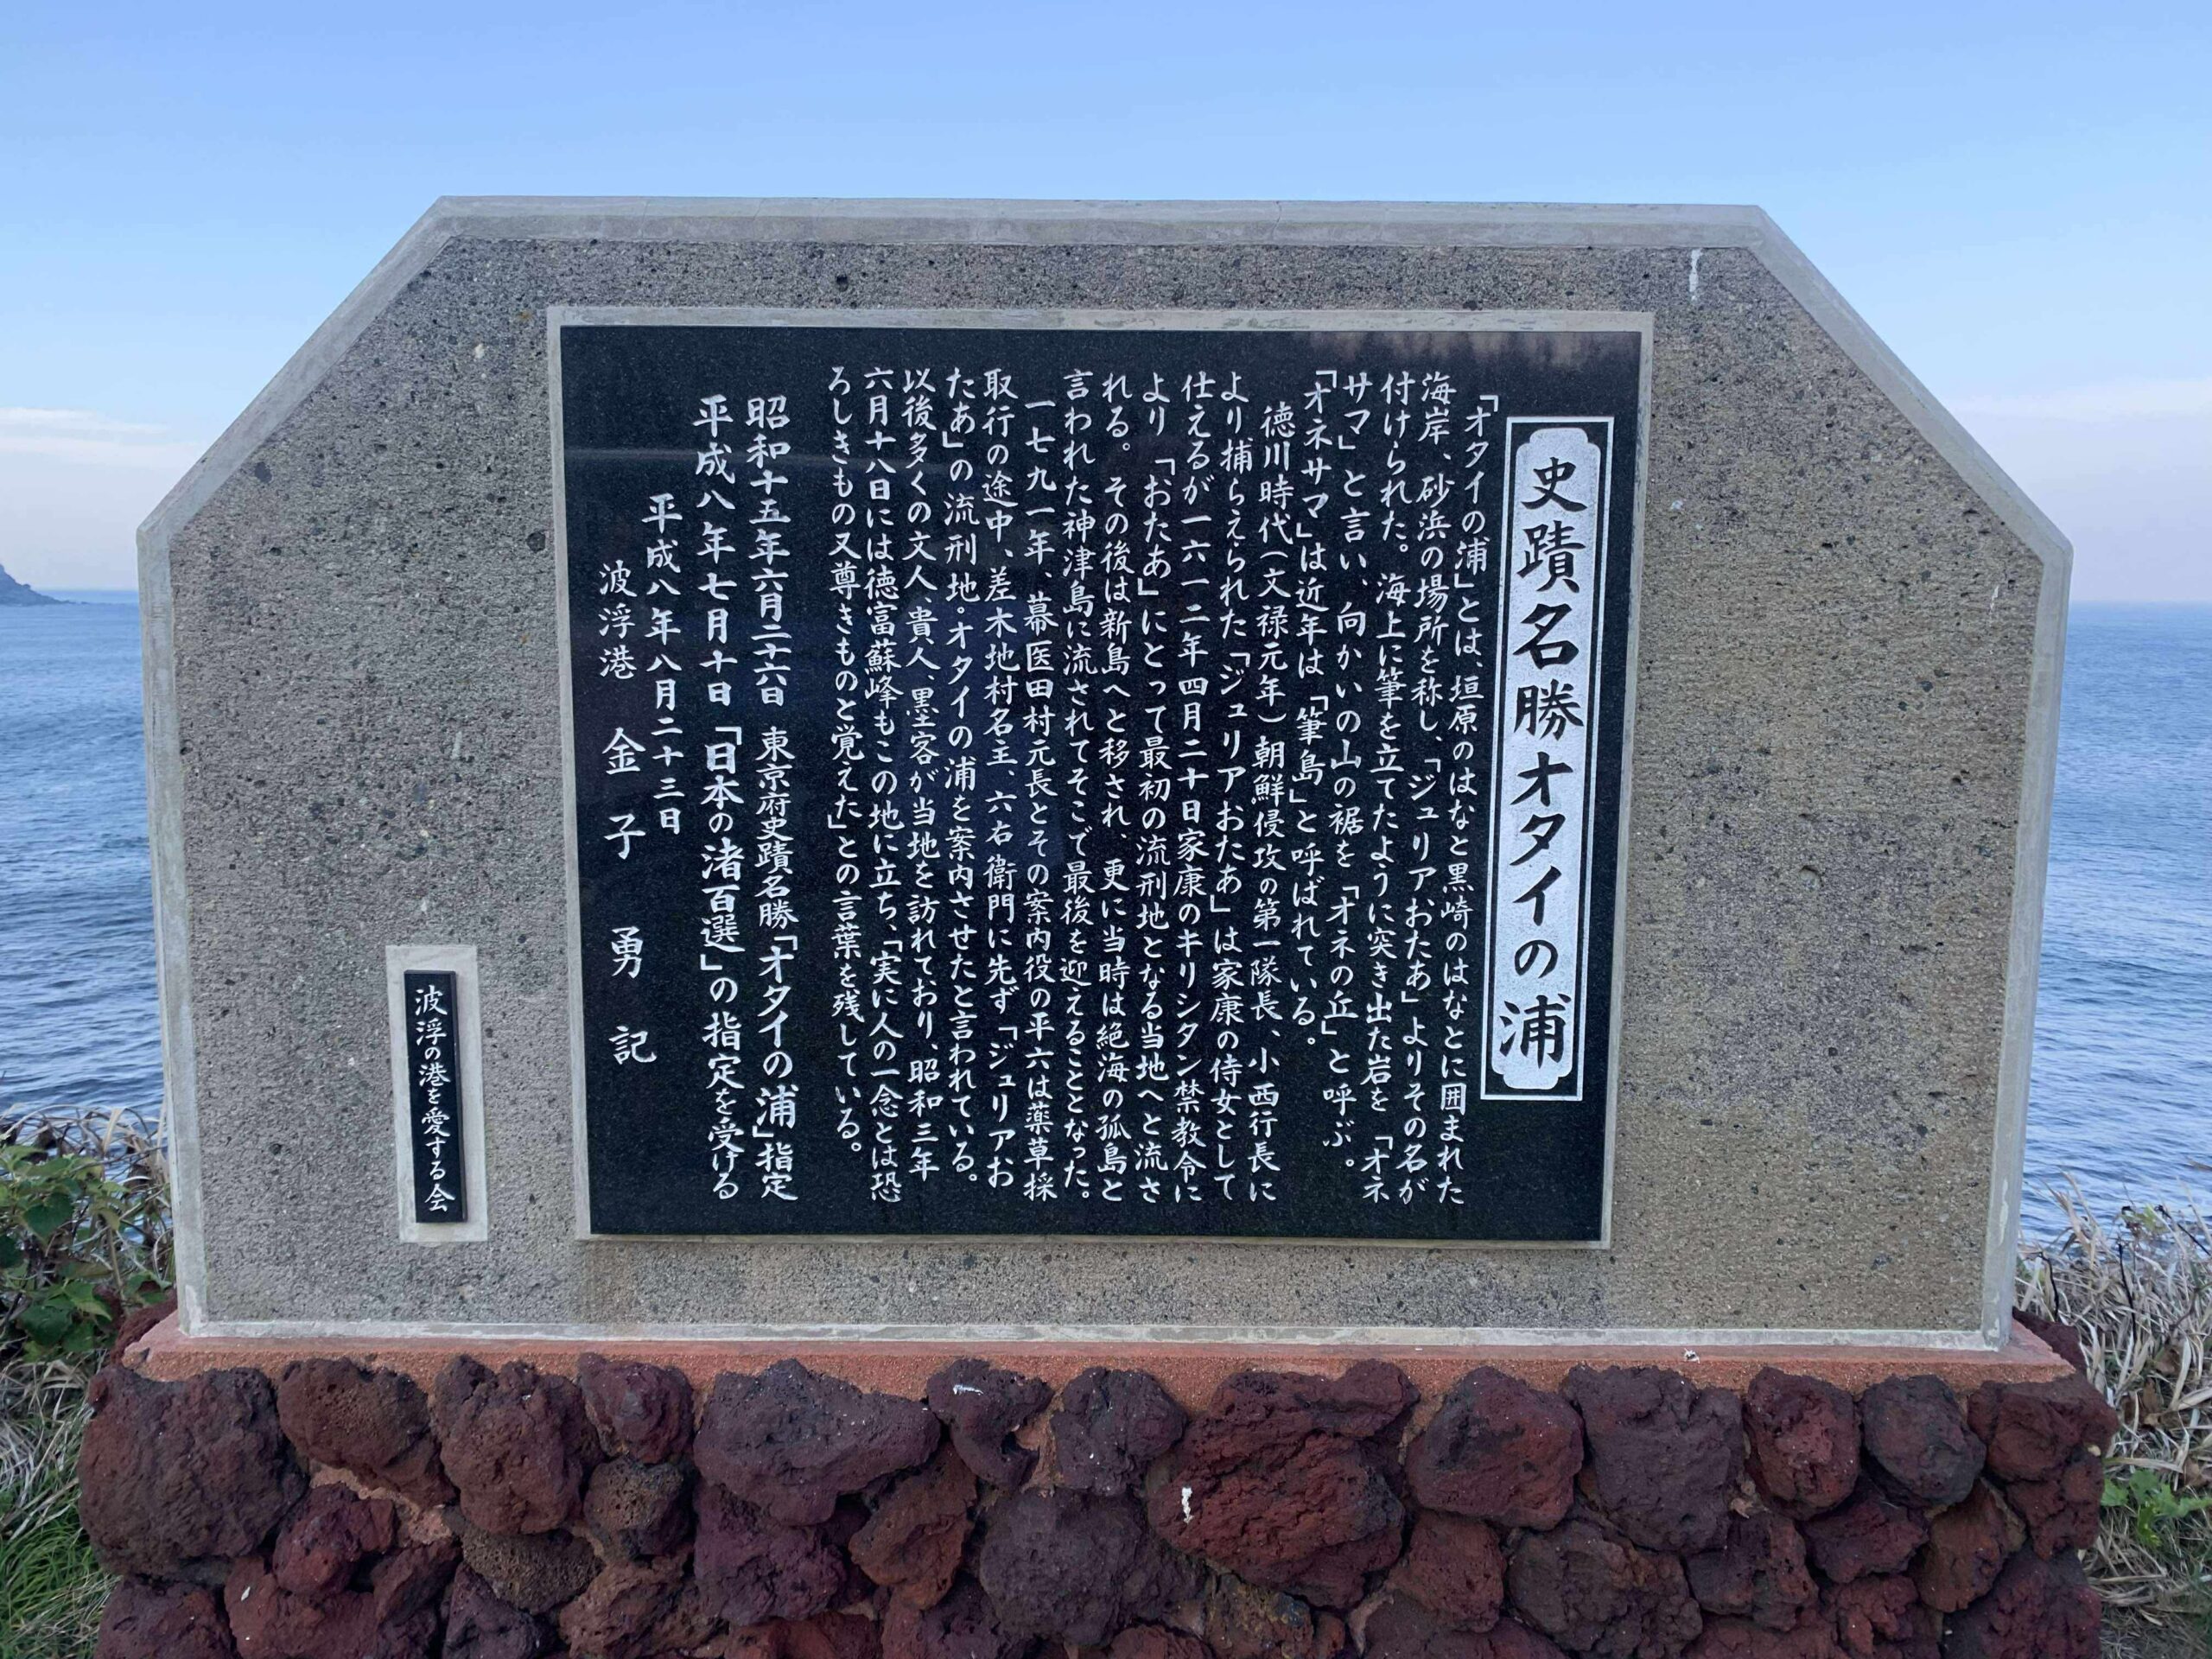 史蹟名勝オタイの浦
「オタイの浦」とは、垣原のはなと黒崎のはなとに囲まれた
海岸、砂浜の場所を称し、「ジュリアおたあ」よりその名が
付けられた。海上に筆を立てたように突き出た岩を「オネ
サマ」と言い、向かいの山の裾を「オネの丘」と呼ぶ。
「オネサマ」は近年は「筆島」と呼ばれている。
徳川時代(文禄元年)朝鮮侵攻の第一隊長、小西行長に
より捕らえられた「ジュリアおたあ」は家康の侍女として
仕えるが一六一二年四月二十日家康のキリシタン禁教令に
より「おたあ」にとって最初の流刑地となる当地へと流さ
れる。その後は新島へと移され、更に当時は絶海の孤島と
言われた神津島に流されてそこで最後を迎えることとなった。
一七九一年、幕医田村元長とその案内役の平六は薬草採
取行の途中、差木地村名主、六右衛門に先ず「ジュリアお
たあ」の流刑地。オタイの浦を案内させたと言われている。
以後多くの文人、貴人、墨客が当地を訪れており、昭和三年
六月十八日には徳富蘇峰もこの地に立ち、「実に人の一念とは恐
ろしきもの又尊きものと覚えた」との言葉を残している。
昭和十五年六月二十六日 東京府史蹟名勝「オタイの浦」指定
平成八年七月十日「日本の渚百選」の指定を受ける
平成八年八月二十三日
波浮港 金子勇 記
波浮の港を愛する会